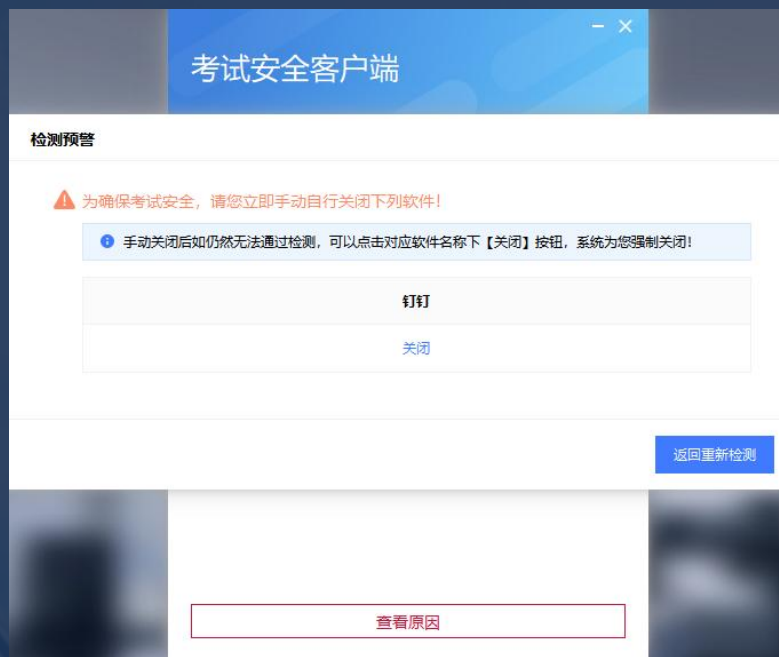 考试安全客户端
检测预警
为确保考试安全，请您立即手动自行关闭下列软件！
手动关闭后如仍然无法通过检测，可以点击对应软件名称下【关闭】按钮，系统为您强制关闭！
钉钉
关闭
返回重新检测
查看原因